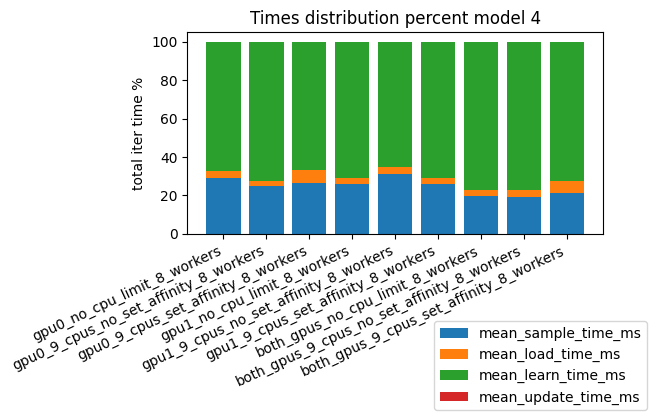 Times distribution percent model 4
total iter time %
100
80
60
40
20
0
gpu0_no_cpu_limit_8_workers
gpu0_9_cpus_no_set_affinity_8_workers
gpu0_9_cpus_set_affinity_8_workers
gpu1_no_cpu_limit_8_workers
gpu1_9_cpus_no_set_affinity_8_workers
gpu1_9_cpus_set_affinity_8_workers
both_gpus_no_cpu_limit_8_workers
both_gpus_9_cpus_no_set_affinity_8_workers
both_gpus_9_cpus_set_affinity_8_workers
mean_sample_time_ms
mean_load_time_ms
mean_learn_time_ms
mean_update_time_ms